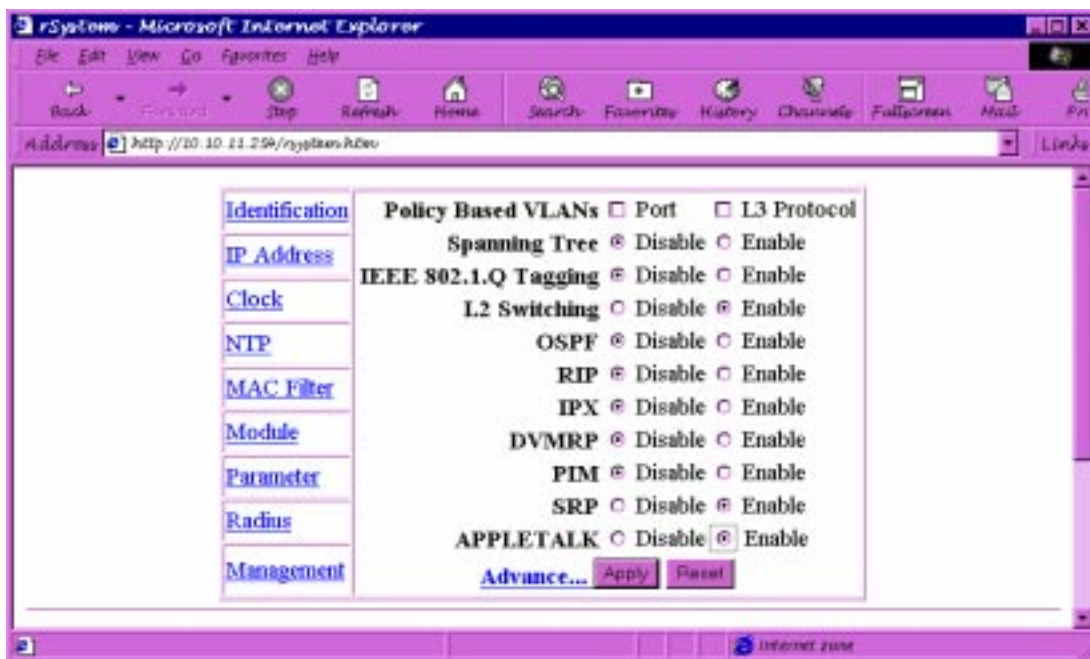 rSystem - Microsoft Internet Explorer
File Edit View Go Favorites Help
Back Forward Stop Refresh Home Search Favorites History Channels Fullscreen Mail
Address http://10.10.11.254/rsystem.htm Links
Identification
IP Address
Clock
NTP
MAC Filter
Module
Parameter
Radius
Management
Policy Based VLANs Port L3 Protocol
Spanning Tree Disable Enable
IEEE 802.1.Q Tagging Disable Enable
L2 Switching Disable Enable
OSPF Disable Enable
RIP Disable Enable
IPX Disable Enable
DVMRP Disable Enable
PIM Disable Enable
SRP Disable Enable
APPLETALK Disable Enable
Advance... Apply Reset
Internet zone